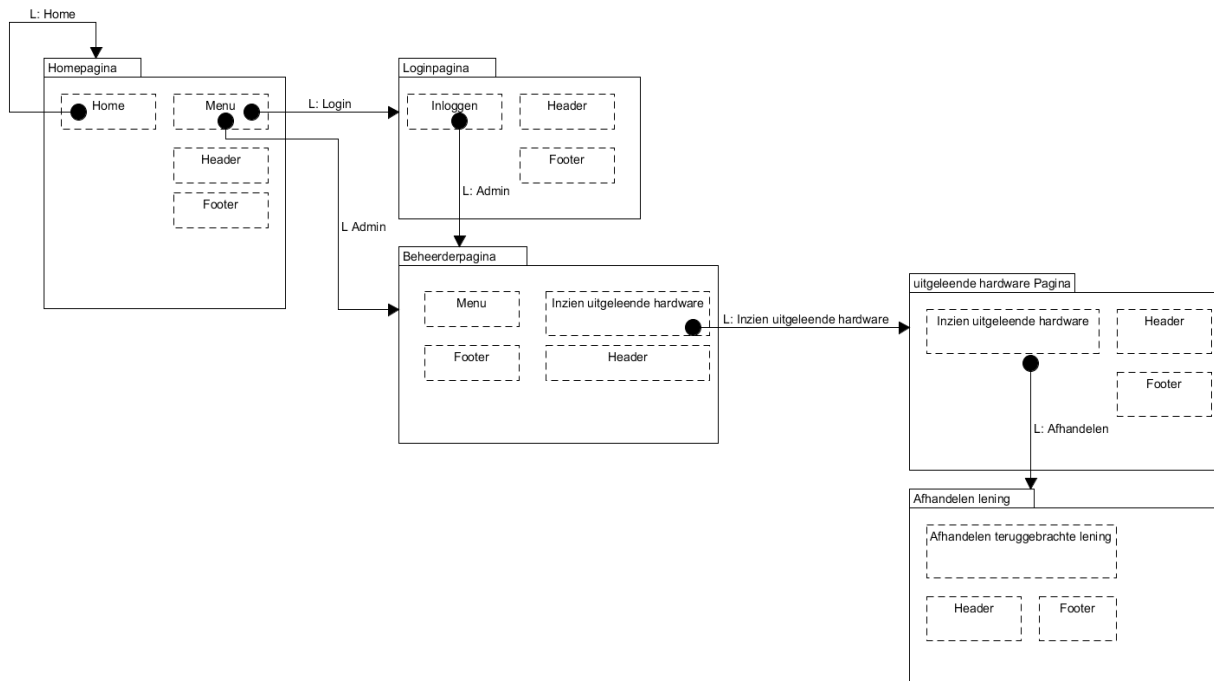 L: Home
Homepagina
Home
Menu
Header
Footer
L: Login
L Admin
Loginpagina
Inloggen
Header
Footer
L: Admin
Beheerderpagina
Menu
Inzien uitgeleende hardware
Footer
Header
L: Inzien uitgeleende hardware
uitgeleende hardware Pagina
Inzien uitgeleende hardware
Header
Footer
L: Afhandelen
Afhandelen lening
Afhandelen teruggebrachte lening
Header
Footer